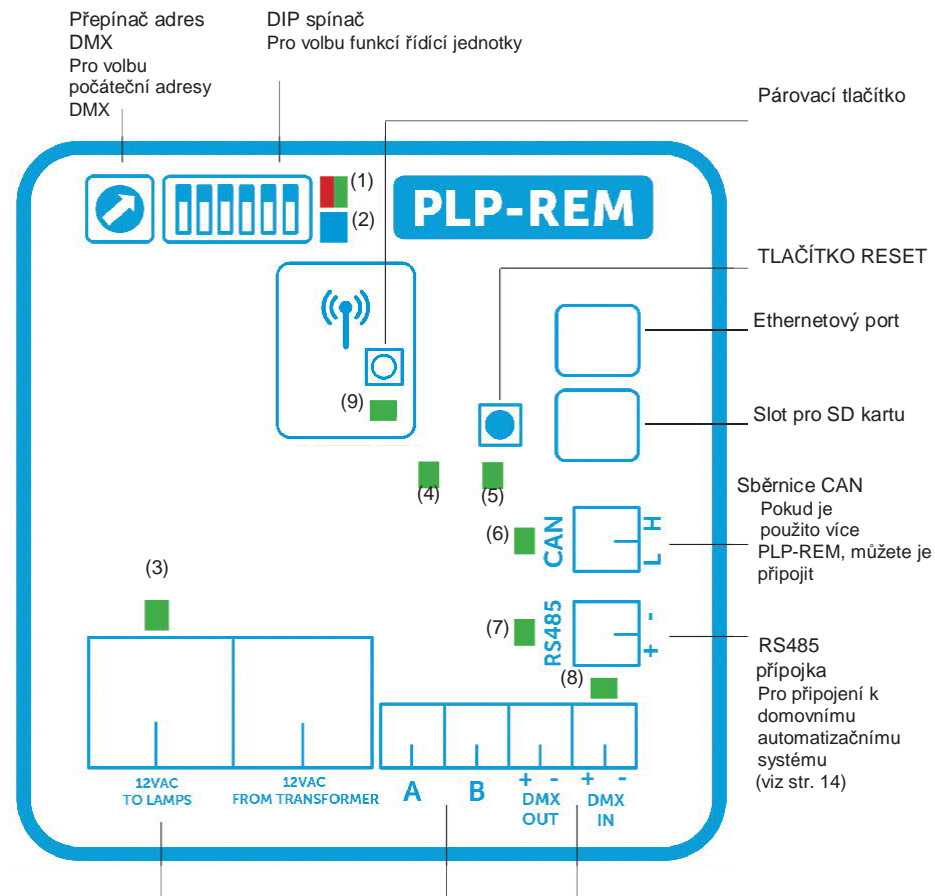 Přepínač adres
DMX
Pro volbu
počáteční adresy
DMX
DIP spínač
Pro volbu funkcí řídící jednotky
Párovací tlačítko
(1)
(2)
PLP-REM
TLAČÍTKO RESET
Ethernetový port
(9)
Slot pro SD kartu
(4)
(5)
Sběrnice CAN
Pokud je
použito více
PLP-REM, můžete je
připojit
(6)
CAN
H
L
(3)
(7)
RS485
-
+
RS485
přípojka
Pro připojení k
domovnímu
automatizačnímu
systému
(viz str. 14)
(8)
12VAC
TO LAMPS
12VAC
FROM TRANSFORMER
A
B
+ -
DMX
OUT
+ -
DMX
IN